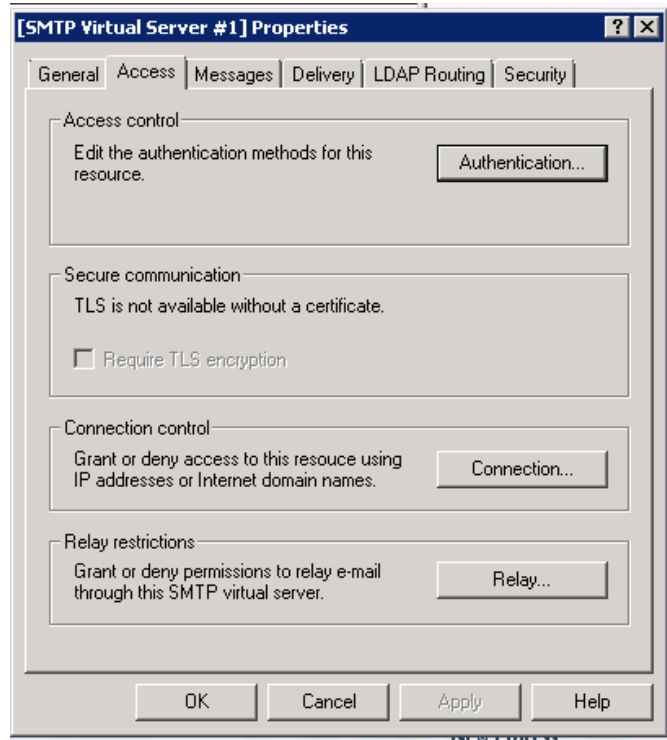 [SMTP Virtual Server #1] Properties
General Access Messages Delivery LDAP Routing Security
Access control
Edit the authentication methods for this
resource.
Authentication...
Secure communication
TLS is not available without a certificate.
Require TLS encryption
Connection control
Grant or deny access to this resouce using
IP addresses or Internet domain names.
Connection...
Relay restrictions
Grant or deny permissions to relay e-mail
through this SMTP virtual server.
Relay...
OK Cancel Apply Help